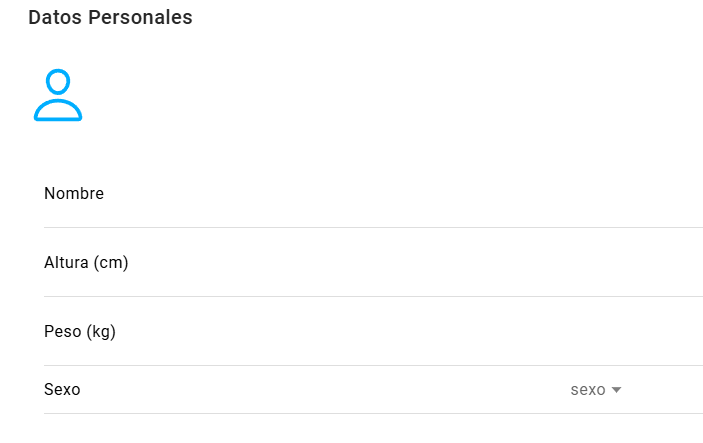 Datos Personales
Nombre
Altura (cm)
Peso (kg)
Sexo sexo